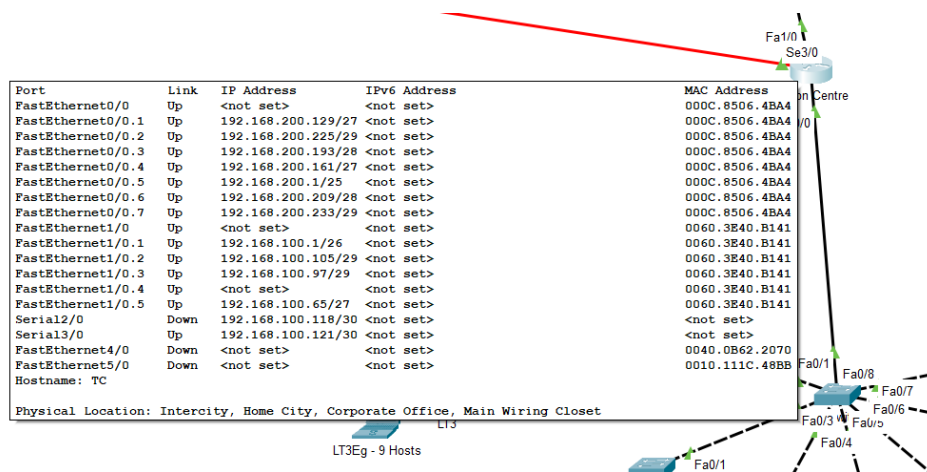 Fa1/0
Se3/0
Port Link IP Address IPv6 Address MAC Address
FastEthernet0/0 Up <not set> <not set> 000C.8506.4BA4
FastEthernet0/0.1 Up 192.168.200.129/27 <not set> 000C.8506.4BA4
FastEthernet0/0.2 Up 192.168.200.225/29 <not set> 000C.8506.4BA4
FastEthernet0/0.3 Up 192.168.200.193/28 <not set> 000C.8506.4BA4
FastEthernet0/0.4 Up 192.168.200.161/27 <not set> 000C.8506.4BA4
FastEthernet0/0.5 Up 192.168.200.1/25 <not set> 000C.8506.4BA4
FastEthernet0/0.6 Up 192.168.200.209/28 <not set> 000C.8506.4BA4
FastEthernet0/0.7 Up 192.168.200.233/29 <not set> 000C.8506.4BA4
FastEthernet1/0 Up <not set> <not set> 0060.3E40.B141
FastEthernet1/0.1 Up 192.168.100.1/26 <not set> 0060.3E40.B141
FastEthernet1/0.2 Up 192.168.100.105/29 <not set> 0060.3E40.B141
FastEthernet1/0.3 Up 192.168.100.97/29 <not set> 0060.3E40.B141
FastEthernet1/0.4 Up <not set> <not set> 0060.3E40.B141
FastEthernet1/0.5 Up 192.168.100.65/27 <not set> 0060.3E40.B141
Serial2/0 Down 192.168.100.118/30 <not set> <not set>
Serial3/0 Up 192.168.100.121/30 <not set> <not set>
FastEthernet4/0 Down <not set> <not set> 0040.0B62.2070
FastEthernet5/0 Down <not set> <not set> 0010.111C.48BB
Hostname: TC
Physical Location: Intercity, Home City, Corporate Office, Main Wiring Closet
Centre
Fa0/1
Fa0/8
Fa0/7
Fa0/6
Fa0/3
Fa0/5
Fa0/4
LT3
LT3Eg - 9 Hosts
Fa0/1